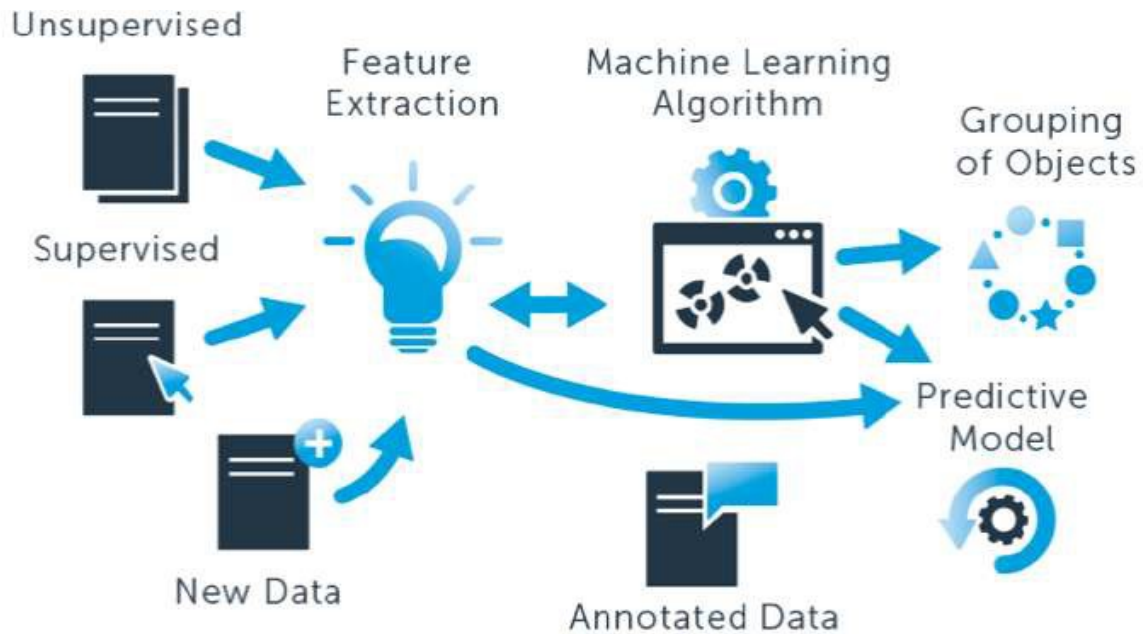 Unsupervised
Feature
Extraction
Machine Learning
Algorithm
Grouping
of Objects
Supervised
Predictive
Model
New Data
Annotated Data